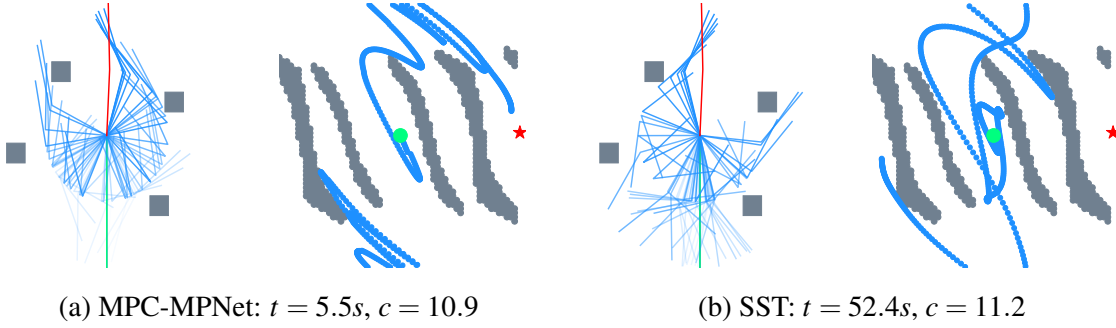 (a) MPC-MPNet: t = 5.5s, c = 10.9
(b) SST: t = 52.4s, c = 11.2